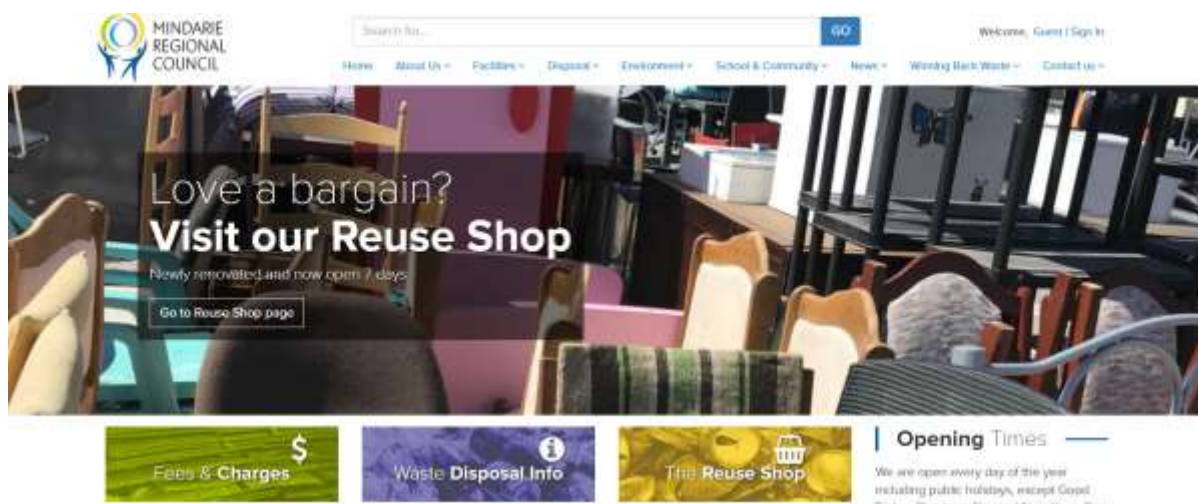 MINDARIE
REGIONAL
COUNCIL
Search for...
GO
Welcome, Guest | Sign In
Home About Us Facilities Disposal Environment School & Community News Winning Back Waste Contact us
Love a bargain?
Visit our Reuse Shop
Newly renovated and now open 7 days
Go to Reuse Shop page
$
Fees & Charges
i
Waste Disposal Info
The Reuse Shop
Opening Times
We are open every day of the year
including public holidays, except Good